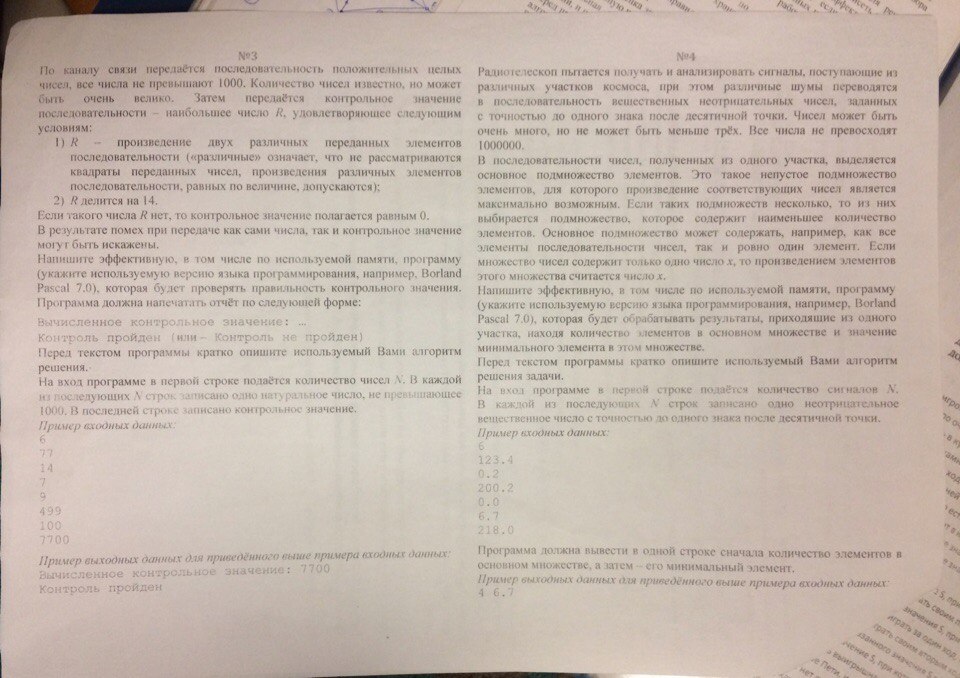 №3
По каналу связи передаётся последовательность положительных целых
чисел, все числа не превышают 1000. Количество чисел известно, но может
быть очень велико. Затем передаётся контрольное значение
последовательности – наибольшее число R, удовлетворяющее следующим
условиям:
1) R – произведение двух различных переданных элементов
последовательности («различные» означает, что не рассматриваются
квадраты переданных чисел, произведения различных элементов
последовательности, равных по величине, допускаются);
2) R делится на 14.
Если такого числа R нет, то контрольное значение полагается равным 0.
В результате помех при передаче как сами числа, так и контрольное значение
могут быть искажены.
Напишите эффективную, в том числе по используемой памяти, программу
(укажите используемую версию языка программирования, например, Borland
Pascal 7.0), которая будет проверять правильность контрольного значения.
Программа должна напечатать отчёт по следующей форме:
Вычисленное контрольное значение: …
Контроль пройден (или – Контроль не пройден)
Перед текстом программы кратко опишите используемый Вами алгоритм
решения.
На вход программе в первой строке подаётся количество чисел N. В каждой
из последующих N строк записано одно натуральное число, не превышающее
1000. В последней строке записано контрольное значение.
Пример входных данных:
6
77
14
7
9
499
100
7700
Пример выходных данных для приведённого выше примера входных данных:
Вычисленное контрольное значение: 7700
Контроль пройден
№4
Радиотелескоп пытается получать и анализировать сигналы, поступающие из
различных участков космоса, при этом различные шумы переводятся
в последовательность вещественных неотрицательных чисел, заданных
с точностью до одного знака после десятичной точки. Чисел может быть
очень много, но не может быть меньше трёх. Все числа не превосходят
1000000.
В последовательности чисел, полученных из одного участка, выделяется
основное подмножество элементов. Это такое непустое подмножество
элементов, для которого произведение соответствующих чисел является
максимально возможным. Если таких подмножеств несколько, то из них
выбирается подмножество, которое содержит наименьшее количество
элементов. Основное подмножество может содержать, например, как все
элементы последовательности чисел, так и ровно один элемент. Если
множество чисел содержит только одно число x, то произведением элементов
этого множества считается число x.
Напишите эффективную, в том числе по используемой памяти, программу
(укажите используемую версию языка программирования, например, Borland
Pascal 7.0), которая будет обрабатывать результаты, приходящие из одного
участка, находя количество элементов в основном множестве и значение
минимального элемента в этом множестве.
Перед текстом программы кратко опишите используемый Вами алгоритм
решения задачи.
На вход программе в первой строке подаётся количество сигналов N.
В каждой из последующих N строк записано одно неотрицательное
вещественное число с точностью до одного знака после десятичной точки.
Пример входных данных:
6
123.4
0.2
200.2
0.0
6.7
218.0
Программа должна вывести в одной строке сначала количество элементов в
основном множестве, а затем – его минимальный элемент.
Пример выходных данных для приведённого выше примера входных данных:
4 6.7